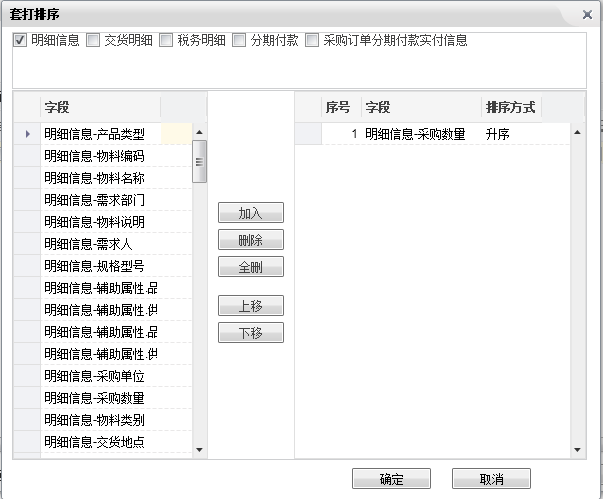 套打排序
明细信息 交货明细 税务明细 分期付款 采购订单分期付款实付信息
字段
明细信息-产品类型
明细信息-物料编码
明细信息-物料名称
明细信息-需求部门
明细信息-物料说明
明细信息-需求人
明细信息-规格型号
明细信息-辅助属性.品
明细信息-辅助属性.供
明细信息-辅助属性.品
明细信息-辅助属性.供
明细信息-采购单位
明细信息-采购数量
明细信息-物料类别
明细信息-交货地点
加入
删除
全删
上移
下移
序号 字段 排序方式
1 明细信息-采购数量 升序
确定 取消